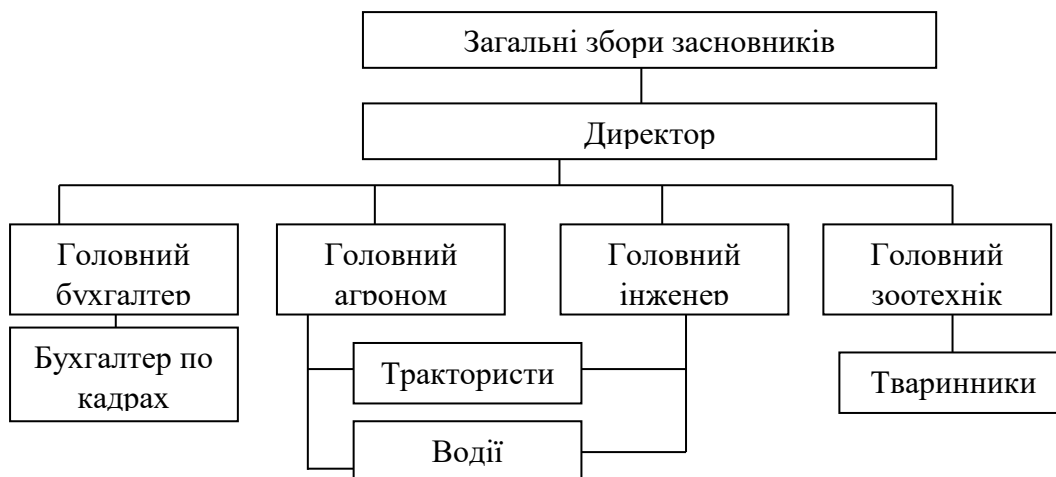 Загальні збори засновників
Директор
Головний
бухгалтер
Головний
агроном
Головний
інженер
Головний
зоотехнік
Бухгалтер по
кадрах
Трактористи
Тваринники
Водії